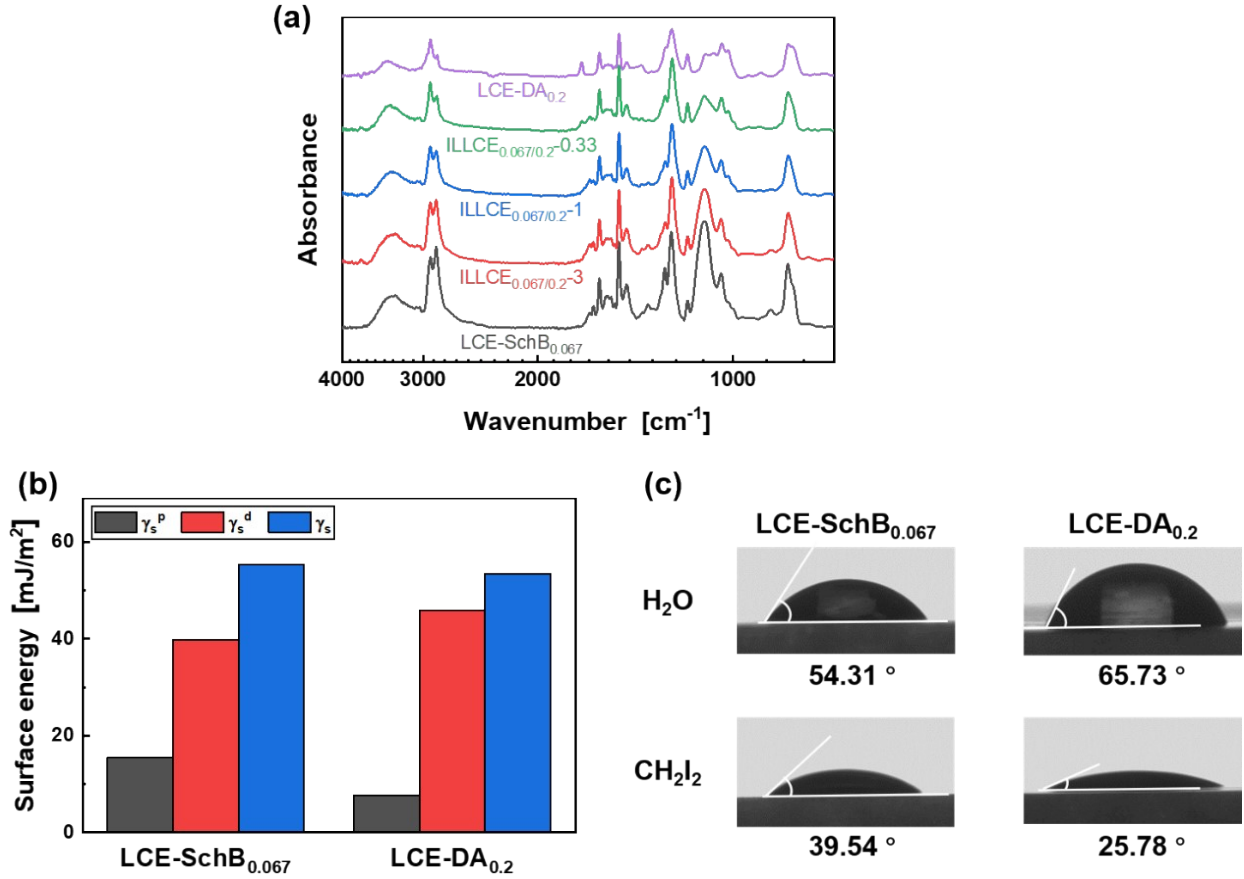 (a)
Absorbance
LCE-DA0.2
ILLCE0.067/0.2-0.33
ILLCE0.067/0.2-1
ILLCE0.067/0.2-3
LCE-SchB0.067
4000 3000 2000 1000
Wavenumber [cm-1]
(b)
Surface energy [mJ/m2]
γsp γsd γs
60
40
20
0
LCE-SchB0.067 LCE-DA0.2
(c)
LCE-SchB0.067 LCE-DA0.2
H2O
54.31 ° 65.73 °
CH2I2
39.54 ° 25.78 °